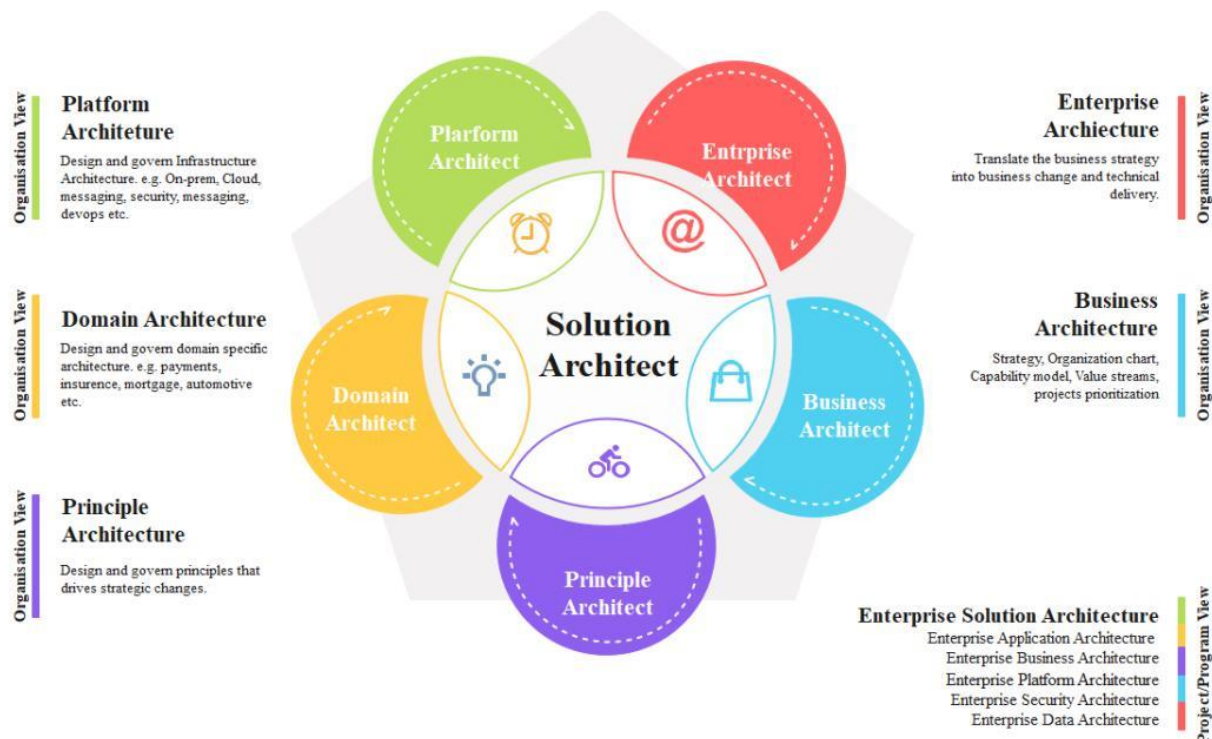 Organisation View
Platform
Architeture
Design and govern Infrastructure
Architecture. e.g. On-prem, Cloud,
messaging, security, messaging,
devops etc.
Organisation View
Domain Architecture
Design and govern domain specific
architecture. e.g. payments,
insurence, mortgage, automotive
etc.
Organisation View
Principle
Architecture
Design and govern principles that
drives strategic changes.
Plarform
Architect
Entrprise
Architect
Domain
Architect
Solution
Architect
Business
Architect
Principle
Architect
@
Enterprise
Archiecture
Translate the business strategy
into business change and technical
delivery.
Organisation View
Business
Architecture
Strategy, Organization chart,
Capability model, Value streams,
projects prioritization
Organisation View
Enterprise Solution Architecture
Enterprise Application Architecture
Enterprise Business Architecture
Enterprise Platform Architecture
Enterprise Security Architecture
Enterprise Data Architecture
Project/Program View